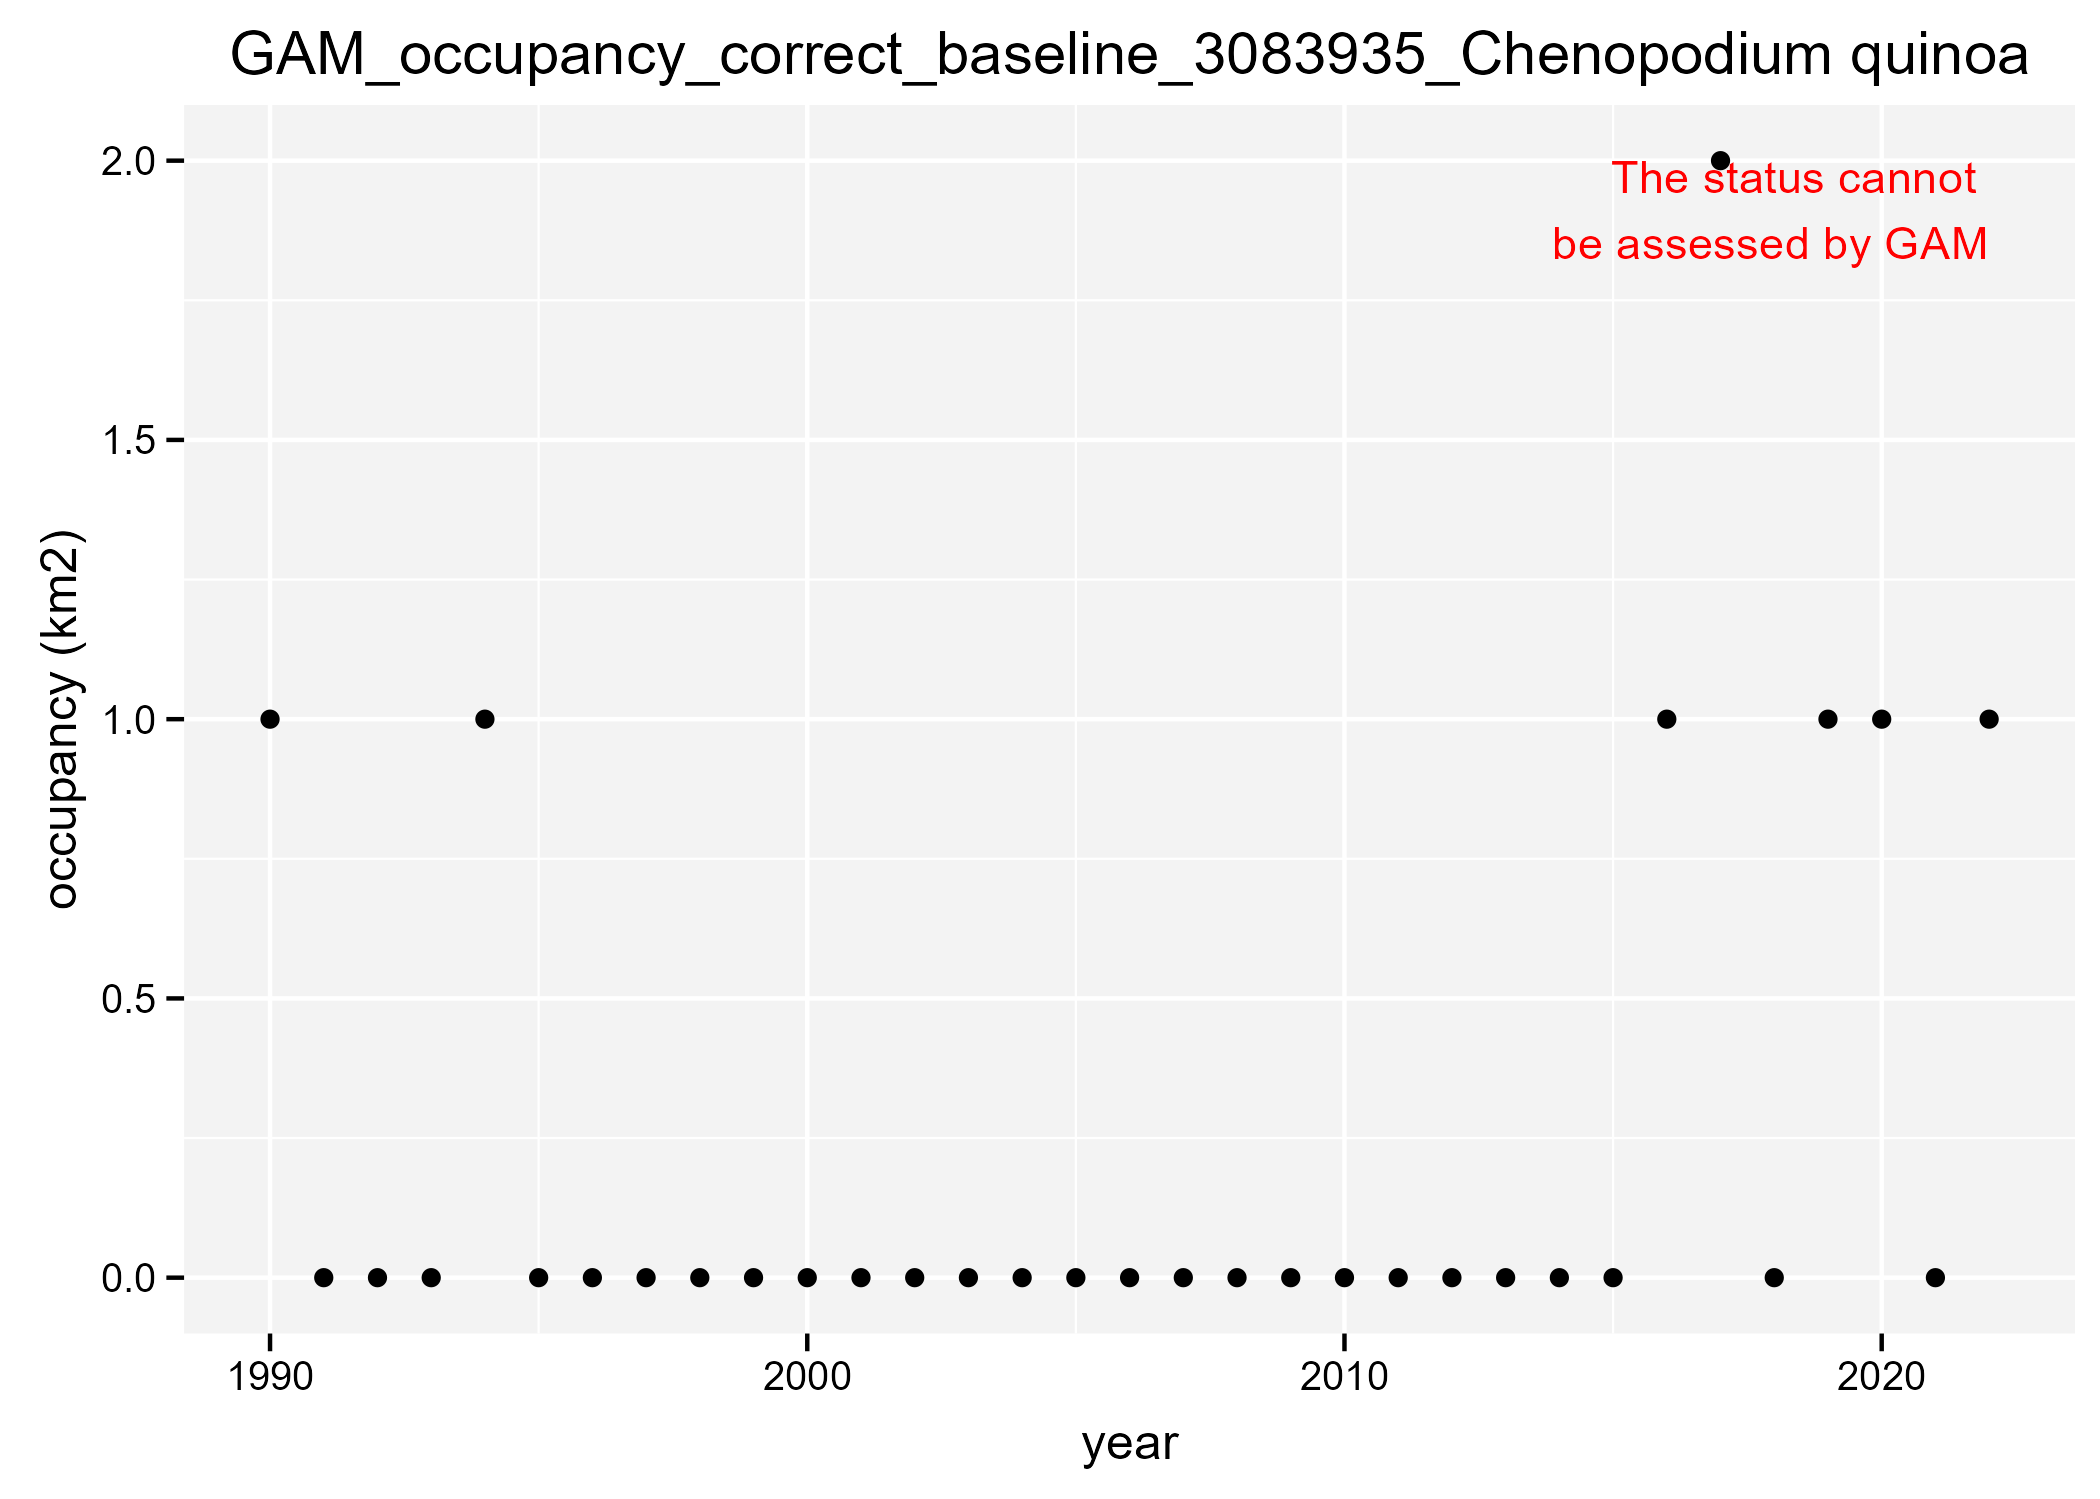 GAM_occupancy_correct_baseline_3083935_Chenopodium quinoa
2.0
The status cannot
be assessed by GAM
1.5
occupancy (km2)
1.0
0.5
0.0
1990 2000 2010 2020
year